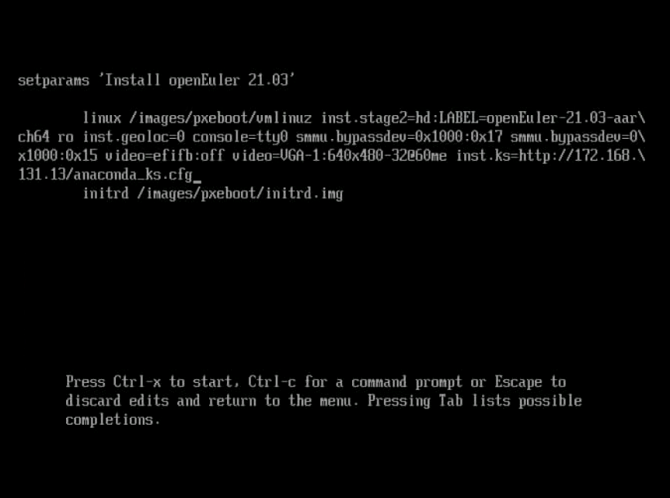 setparams 'Install openEuler 21.03'
linux /images/pxeboot/vmlinuz inst.stage2=hd:LABEL=openEuler-21.03-aar\
ch64 ro inst.geoloc=0 console=tty0 smmu.bypassdev=0x1000:0x17 smmu.bypassdev=0\
x1000:0x15 video=efifb:off video=VGA-1:640x480-32@60me inst.ks=http://172.168.\
131.13/anaconda_ks.cfg_
initrd /images/pxeboot/initrd.img
Press Ctrl-x to start, Ctrl-c for a command prompt or Escape to
discard edits and return to the menu. Pressing Tab lists possible
completions.